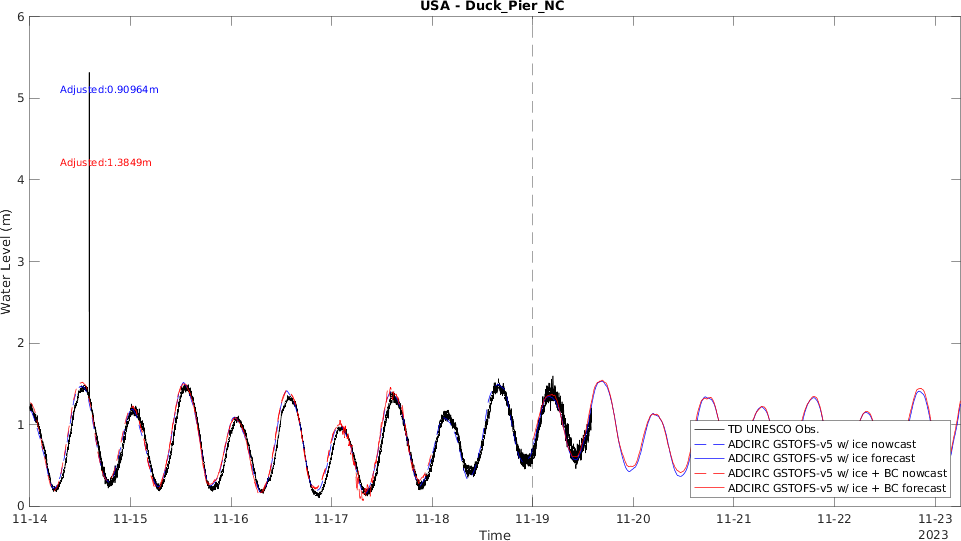 USA - Duck_Pier_NC
6
5
4
3
2
1
0
Water Level (m)
Adjusted:0.90964m
Adjusted:1.3849m
TD UNESCO Obs.
ADCIRC GSTOFS-v5 w/ ice nowcast
ADCIRC GSTOFS-v5 w/ ice forecast
ADCIRC GSTOFS-v5 w/ ice + BC nowcast
ADCIRC GSTOFS-v5 w/ ice + BC forecast
11-14 11-15 11-16 11-17 11-18 11-19 11-20 11-21 11-22 11-23
Time
2023